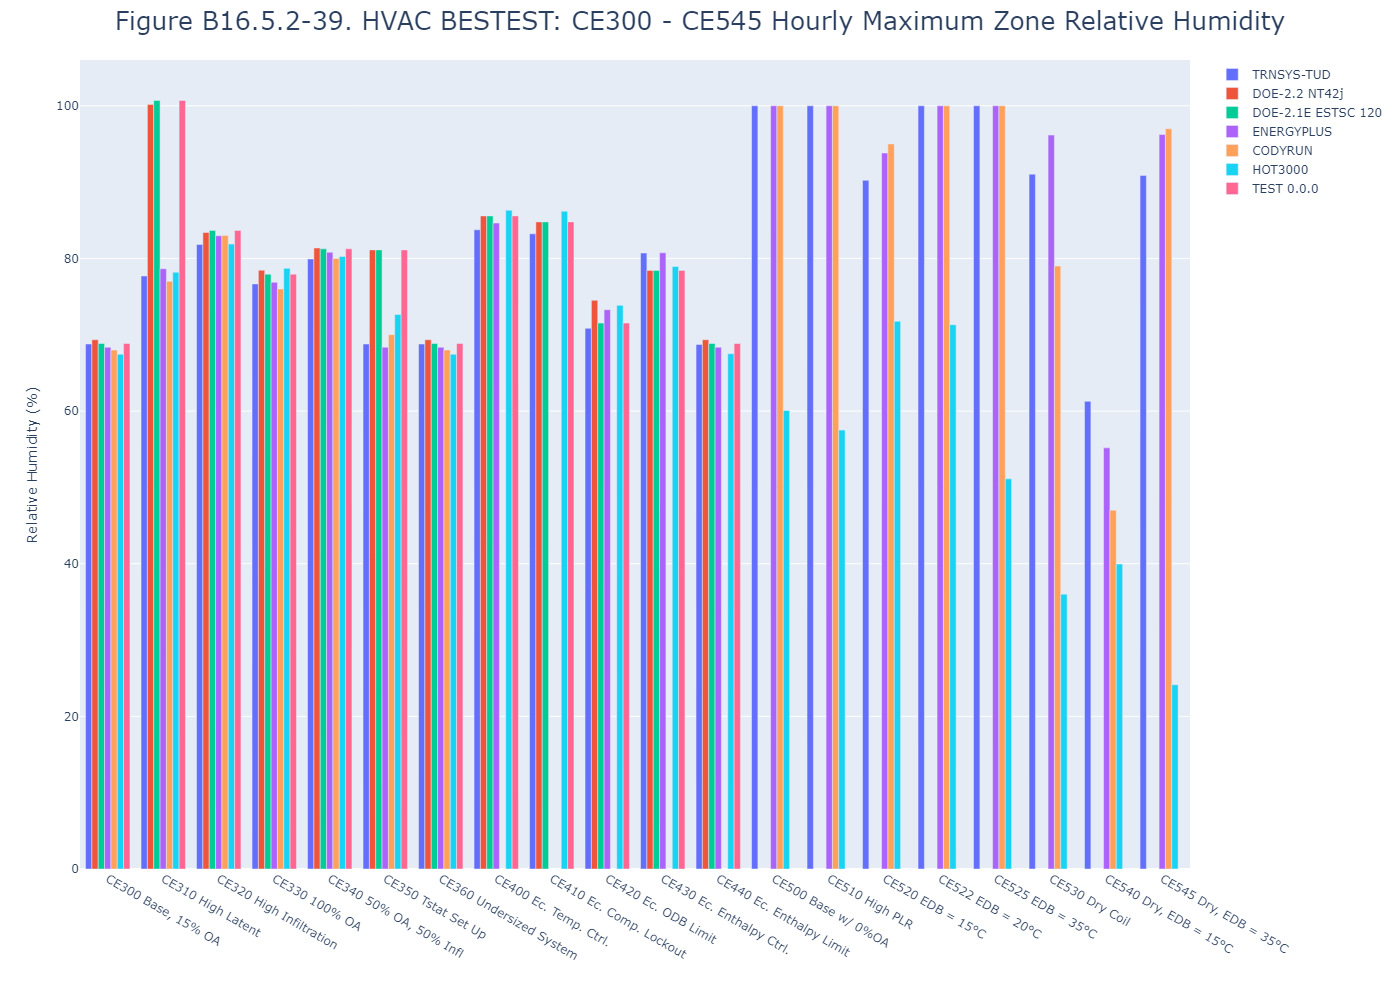 Figure B16.5.2-39. HVAC BESTEST: CE300 - CE545 Hourly Maximum Zone Relative Humidity
TRNSYS-TUD
DOE-2.2 NT42j
DOE-2.1E ESTSC 120
ENERGYPLUS
CODYRUN
HOT3000
TEST 0.0.0
Relative Humidity (%)
100
80
60
40
20
0
CE300 Base, 15% OA
CE310 High Latent
CE320 High Infiltration
CE330 100% OA
CE340 50% OA, 50% Infl
CE350 Tstat Set Up
CE360 Undersized System
CE400 Ec. Temp. Ctrl.
CE410 Ec. Comp. Lockout
CE420 Ec. ODB Limit
CE430 Ec. Enthalpy Ctrl.
CE440 Ec. Enthalpy Limit
CE500 Base w/ 0%OA
CE510 High PLR
CE520 EDB = 15°C
CE522 EDB = 20°C
CE525 EDB = 35°C
CE530 Dry Coil
CE540 Dry, EDB = 15°C
CE545 Dry, EDB = 35°C